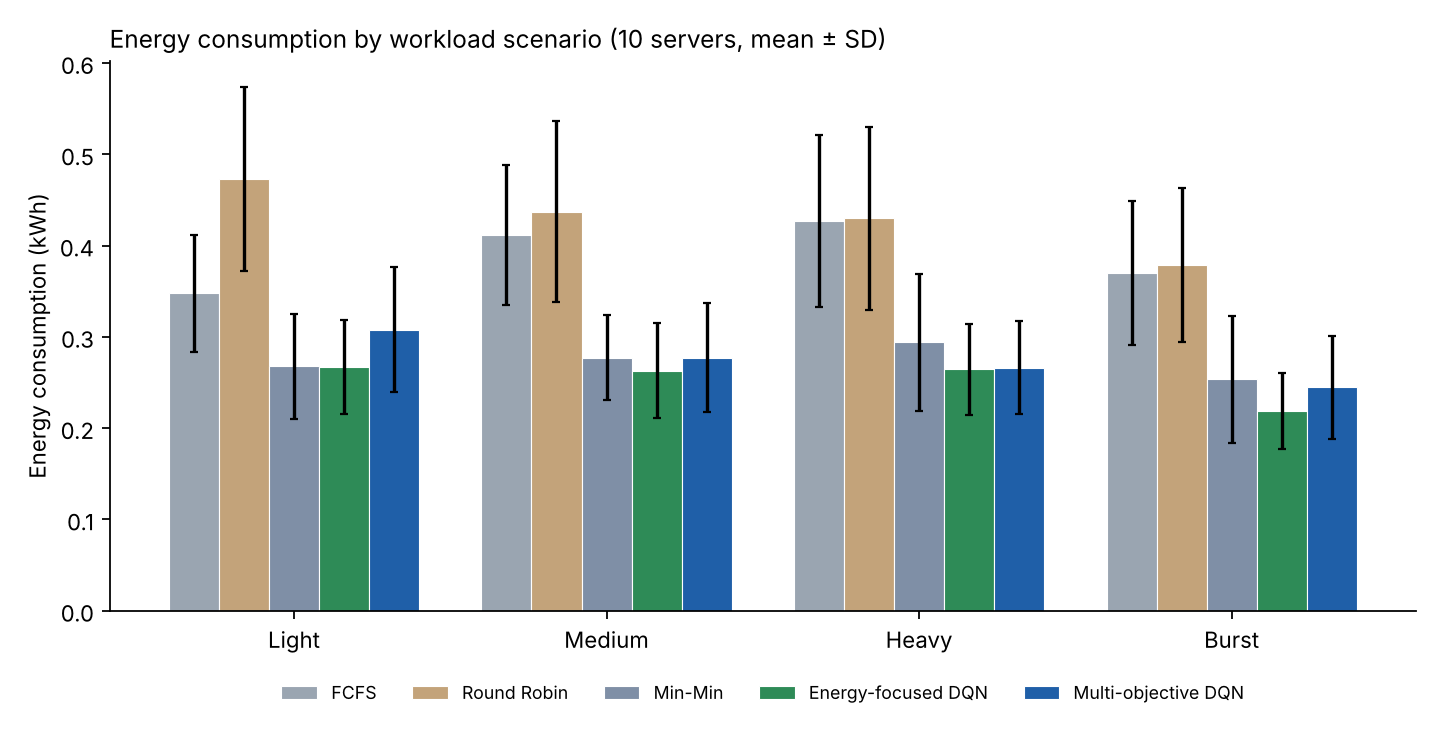 Energy consumption by workload scenario (10 servers, mean ± SD)
Energy consumption (kWh)
0.6
0.5
0.4
0.3
0.2
0.1
0.0
Light Medium Heavy Burst
FCFS Round Robin Min-Min Energy-focused DQN Multi-objective DQN